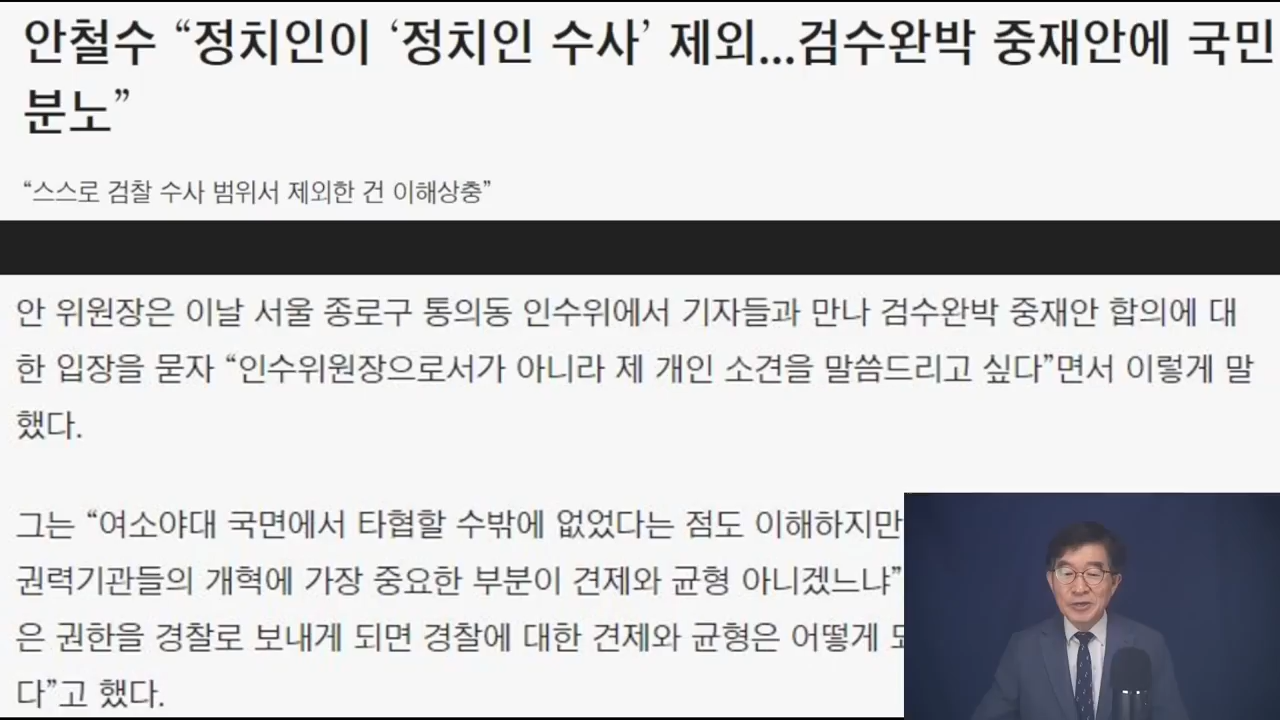 안철수 “정치인이 ‘정치인 수사’ 제외...검수완박 중재안에 국민
분노”
“스스로 검찰 수사 범위서 제외한 건 이해상충”
안 위원장은 이날 서울 종로구 통의동 인수위에서 기자들과 만나 검수완박 중재안 합의에 대
한 입장을 묻자 “인수위원장으로서가 아니라 제 개인 소견을 말씀드리고 싶다”면서 이렇게 말
했다.
그는 “여소야대 국면에서 타협할 수밖에 없었다는 점도 이해하지만
권력기관들의 개혁에 가장 중요한 부분이 견제와 균형 아니겠느냐”
은 권한을 경찰로 보내게 되면 경찰에 대한 견제와 균형은 어떻게
다”고 했다.